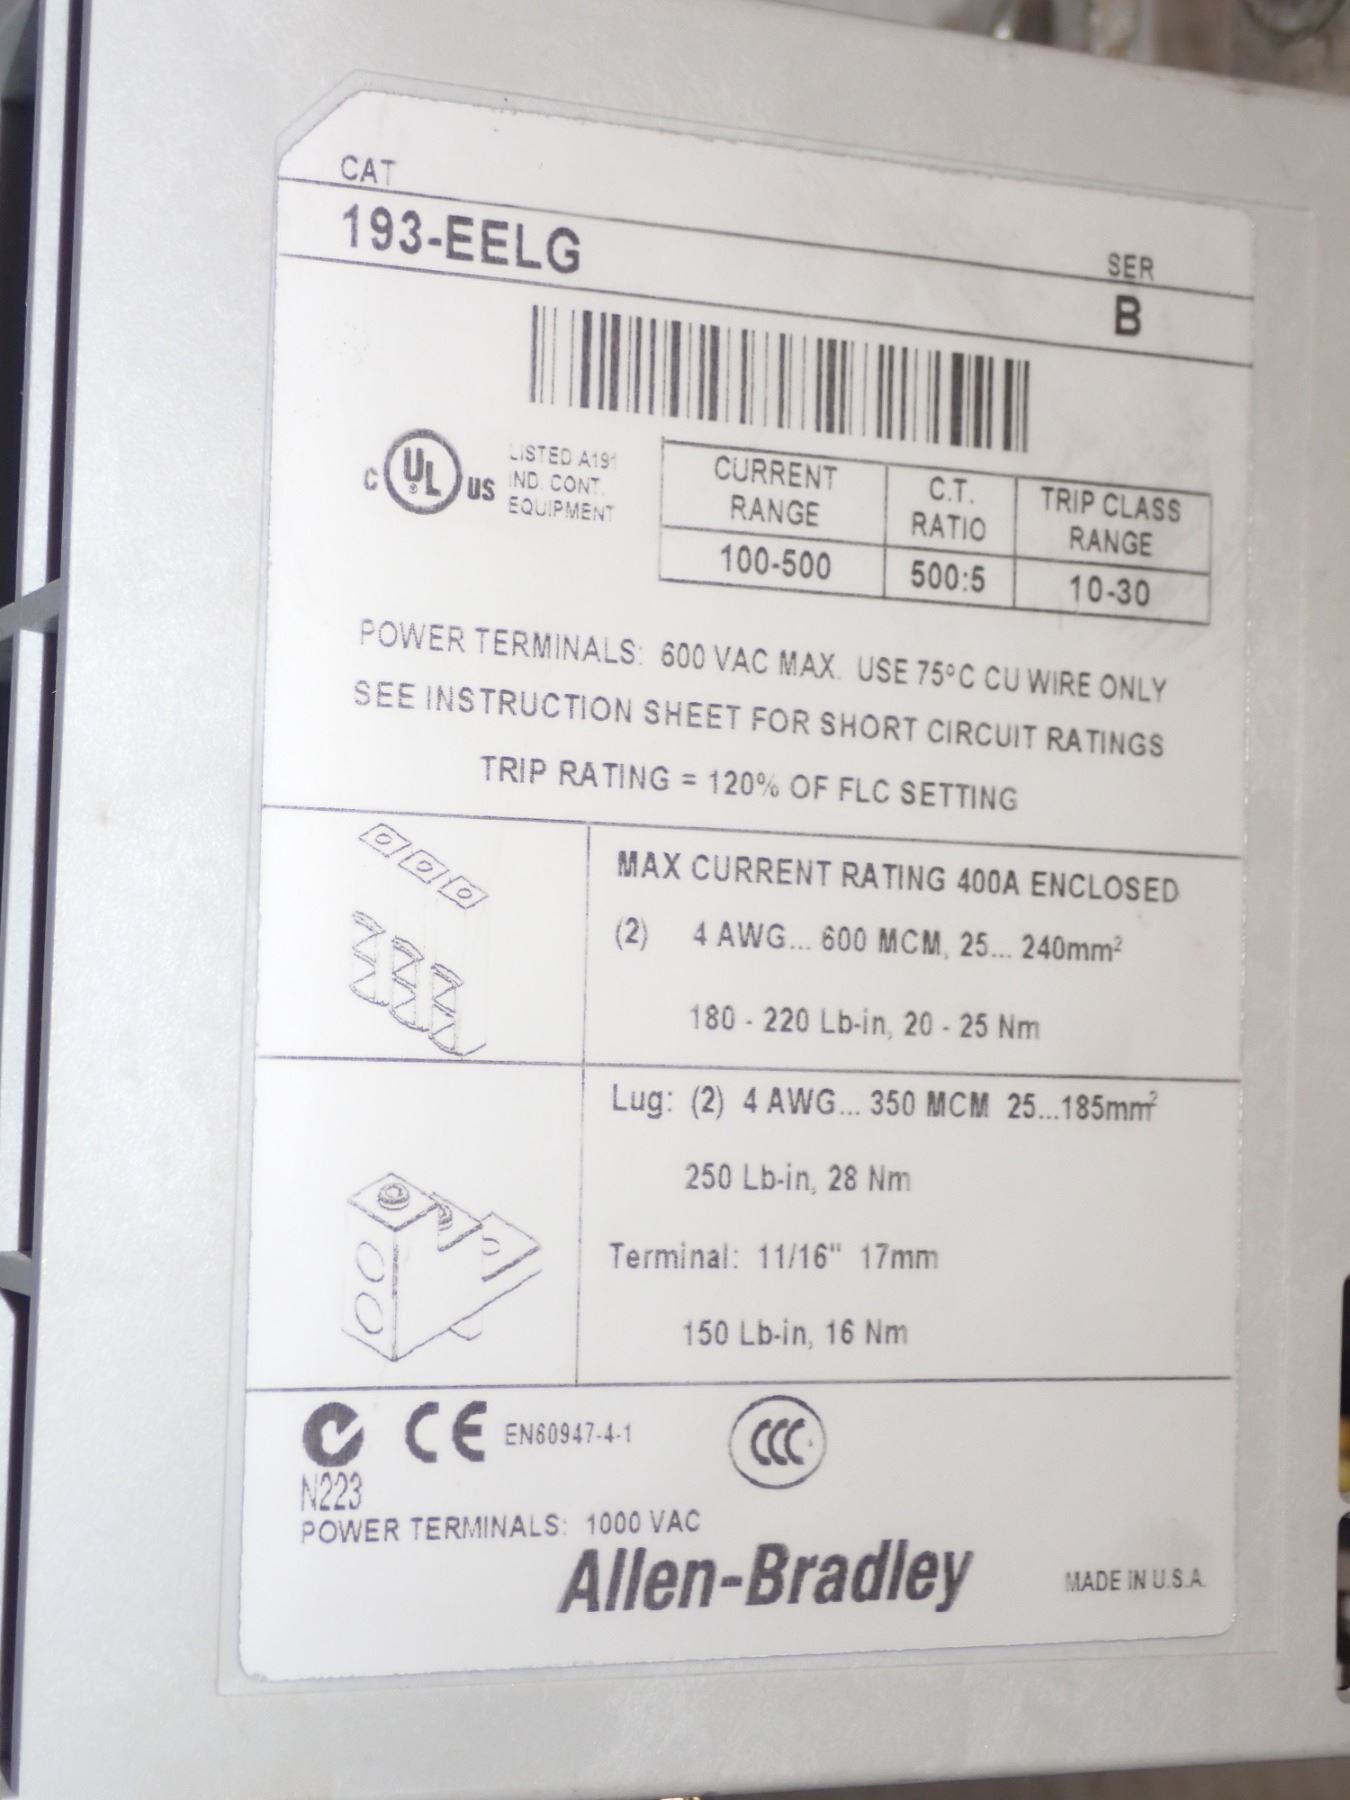 CAT
193-EELG
SER
B
C UL ® US
LISTED A191
IND. CONT.
EQUIPMENT
CURRENT RANGE C.T. RATIO TRIP CLASS RANGE
100-500 500:5 10-30
POWER TERMINALS: 600 VAC MAX. USE 75°C CU WIRE ONLY
SEE INSTRUCTION SHEET FOR SHORT CIRCUIT RATINGS
TRIP RATING = 120% OF FLC SETTING
MAX CURRENT RATING 400A ENCLOSED
(2) 4 AWG... 600 MCM, 25... 240mm²
180 - 220 Lb-in, 20 - 25 Nm
Lug: (2) 4 AWG... 350 MCM 25...185mm²
250 Lb-in, 28 Nm
Terminal: 11/16" 17mm
150 Lb-in, 16 Nm
CE EN60947-4-1 CCC
N223
POWER TERMINALS: 1000 VAC
Allen-Bradley
MADE IN U.S.A.